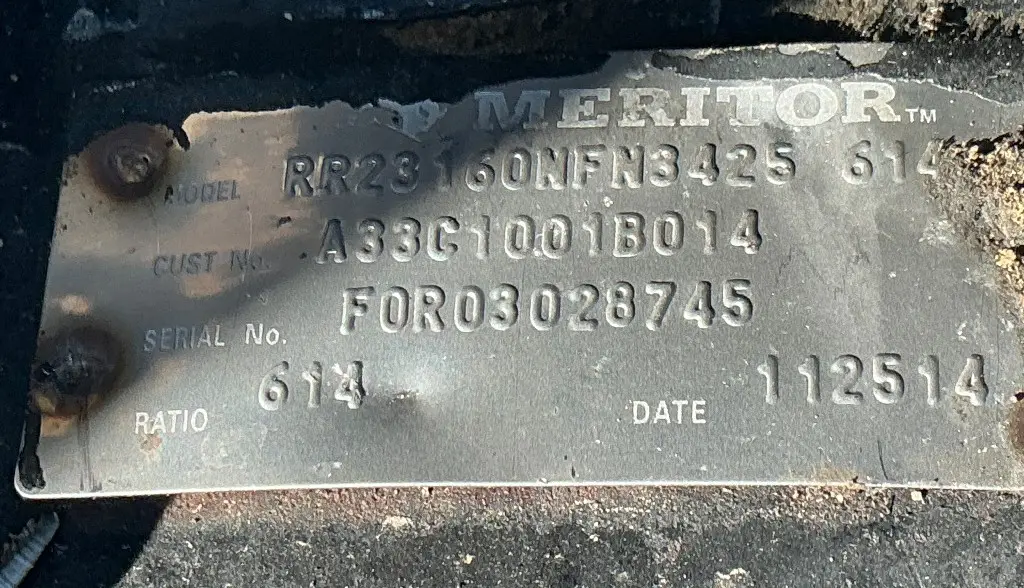 MERITOR™
MODEL RR23160NFN3425 614
CUST No. A33C1001B014
SERIAL No. F0R03028745
RATIO 614 DATE 112514